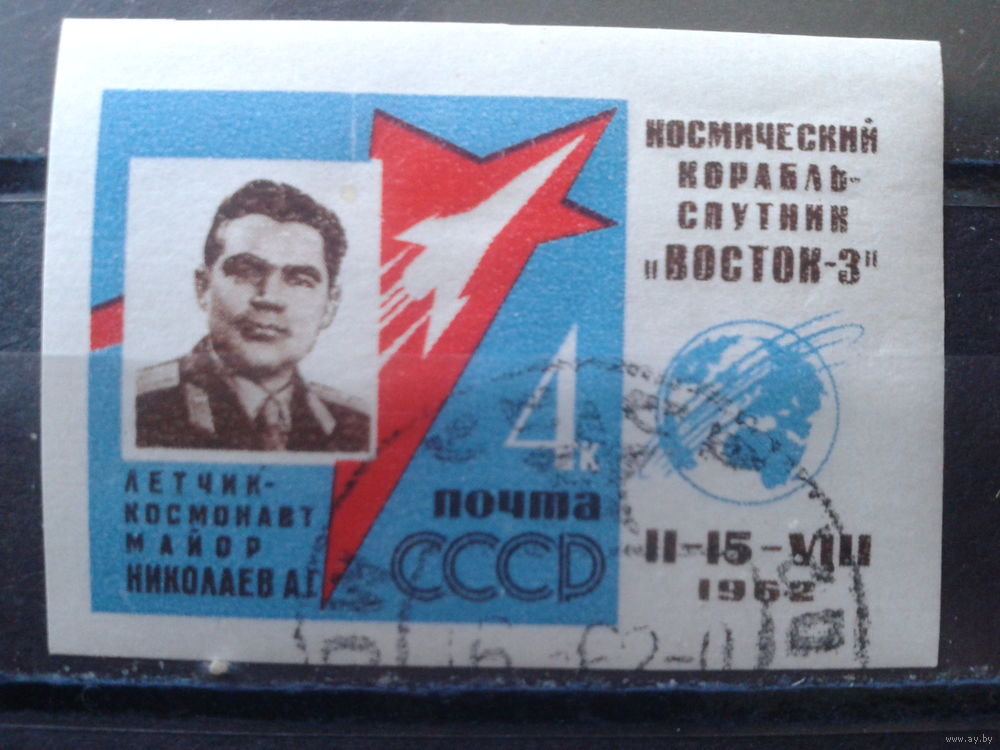 КОСМИЧЕСКИЙ
КОРАБЛЬ-
СПУТНИК
"ВОСТОК-3"
4к
почта
СССР
ЛЕТЧИК-
КОСМОНАВТ
МАЙОР
НИКОЛАЕВ А.Г.
11-15-VIII
1962
www.ay.by